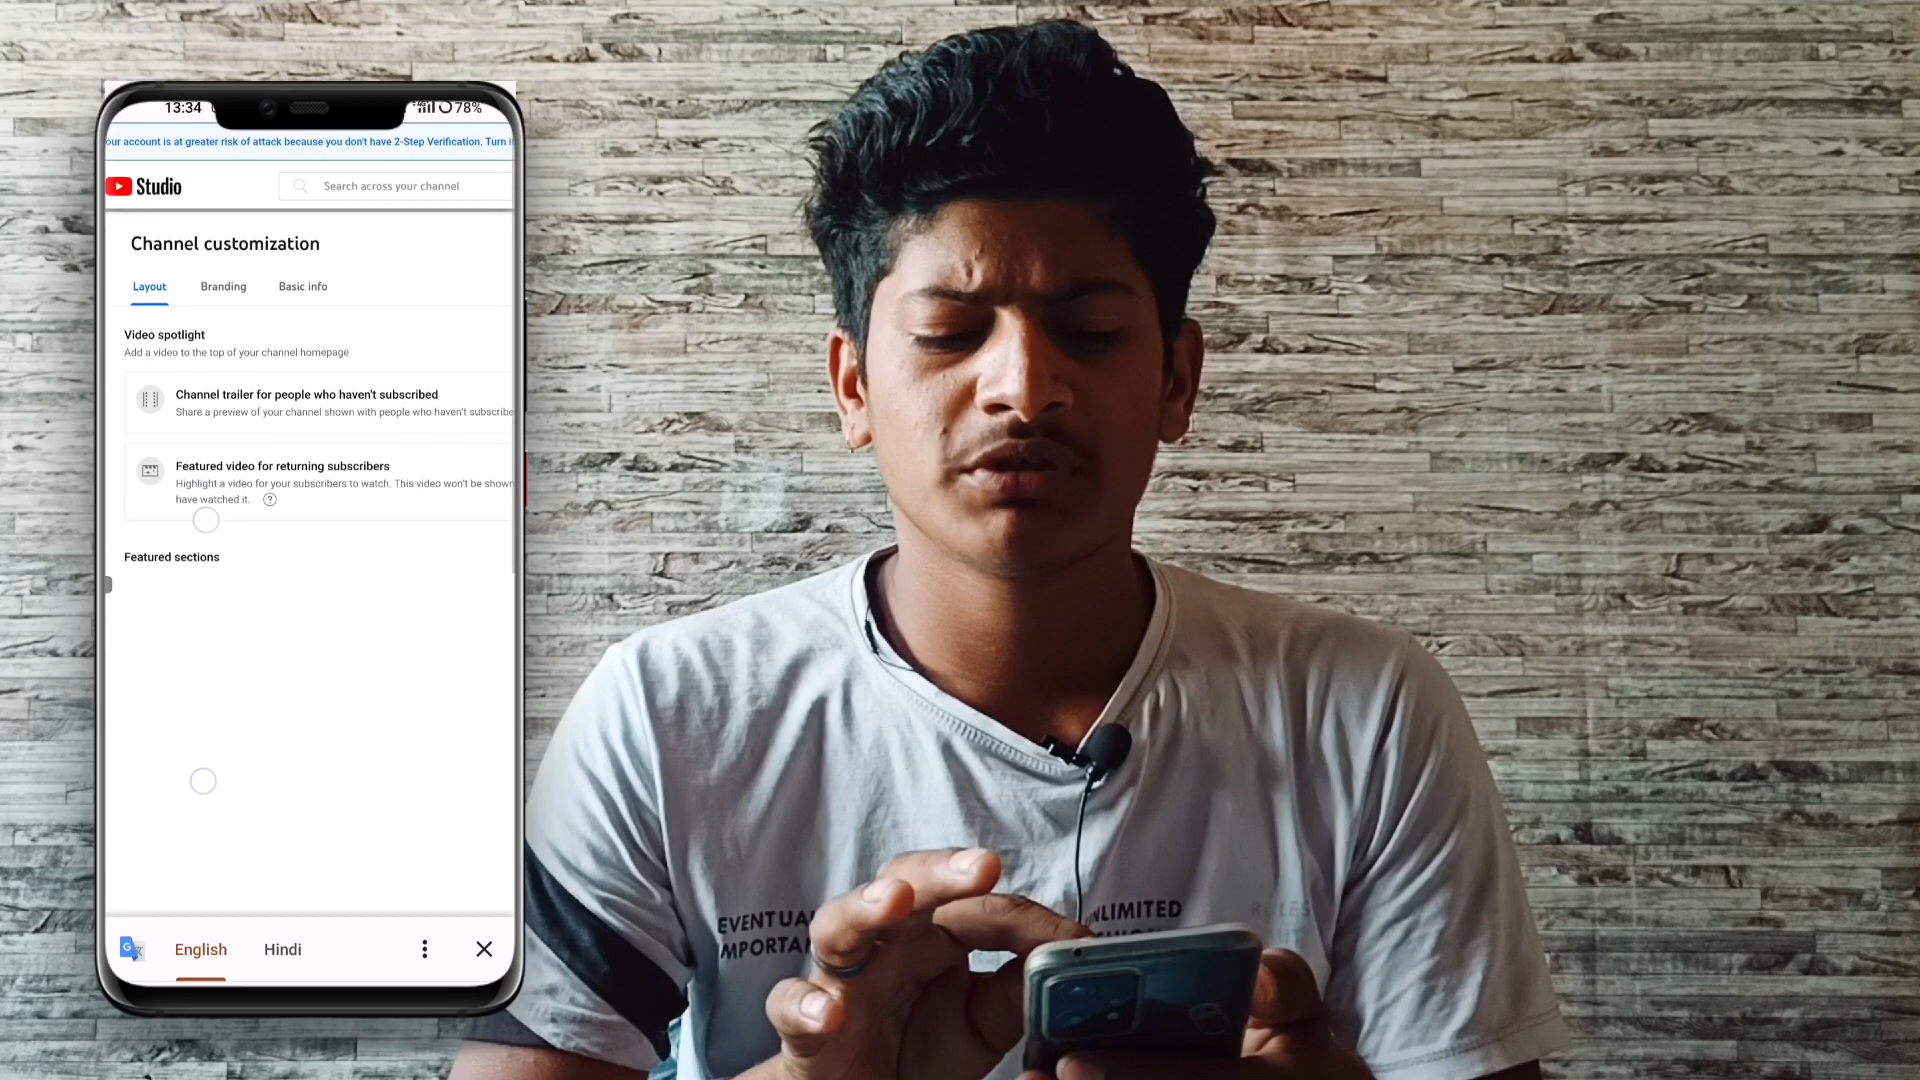 13:34
78%
our account is at greater risk of attack because you don't have 2-Step Verification. Turn
Studio
Search across your channel
Channel customization
Layout Branding Basic info
Video spotlight
Add a video to the top of your channel homepage
Channel trailer for people who haven't subscribed
Share a preview of your channel shown with people who haven't subscribe
Featured video for returning subscribers
Highlight a video for your subscribers to watch. This video won't be shown
have watched it.
Featured sections
English Hindi
EVENTUA
MPORTA
NLIMITED